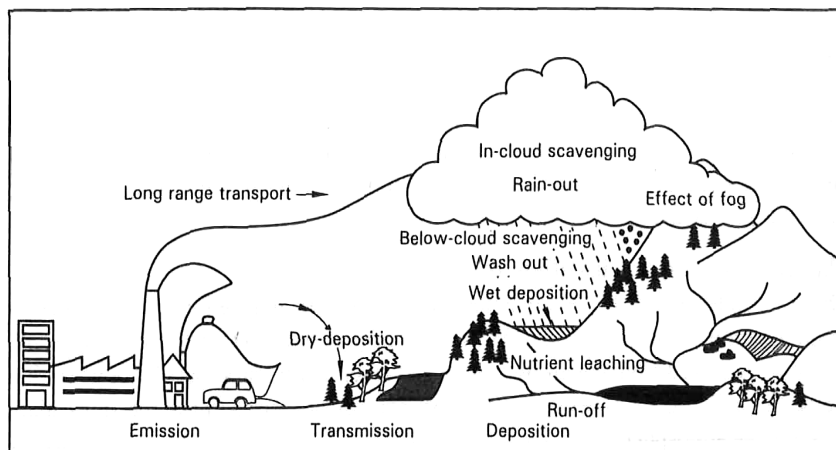 In-cloud scavenging
Rain-out
Long range transport
Effect of fog
Below-cloud scavenging
Wash out
Wet deposition
Dry-deposition
Nutrient leaching
Run-off
Emission
Transmission
Deposition